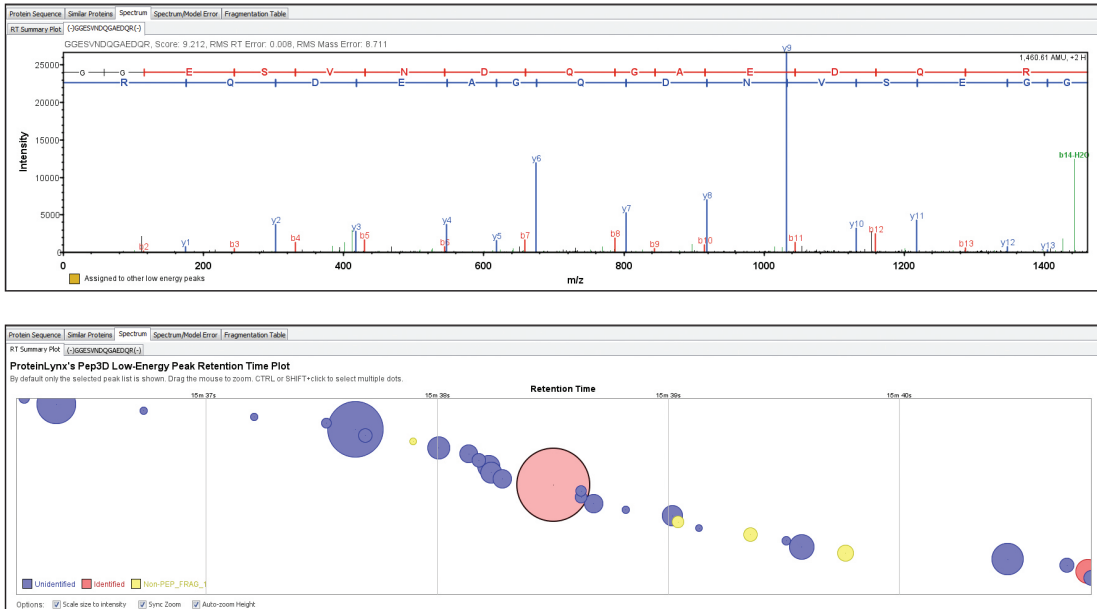 Protein Sequence Similar Proteins Spectrum Spectrum/Model Error Fragmentation Table
RT Summary Plot (-)GGESVNDQGAEDQR(-)
GGESVNDQGAEDQR, Score: 9.212, RMS RT Error: 0.008, RMS Mass Error: 8.711
1,460.61 AMU, +2 H
G G E S V N D Q G A E D Q R
R Q D E A G Q D N V S E G G
Intensity
25000
20000
15000
10000
5000
0
b2 y1 b3 y2 b4 y3 b5 b6 y4 y5 b7 y6 b8 y7 b9 b10 y8 y9 b11 y10 b12 y11 b13 y12 y13 b14-H2O
0 200 400 600 800 1000 1200 1400
m/z
Assigned to other low energy peaks
Protein Sequence Similar Proteins Spectrum Spectrum/Model Error Fragmentation Table
RT Summary Plot (-)GGESVNDQGAEDQR(-)
ProteinLynx's Pep3D Low-Energy Peak Retention Time Plot
By default only the selected peak list is shown. Drag the mouse to zoom. CTRL or SHIFT+click to select multiple dots.
Retention Time
15m 37s 15m 38s 15m 39s 15m 40s
Unidentified Identified Non-PEP_FRAG_1
Options: Scale size to intensity Sync Zoom Auto-zoom Height